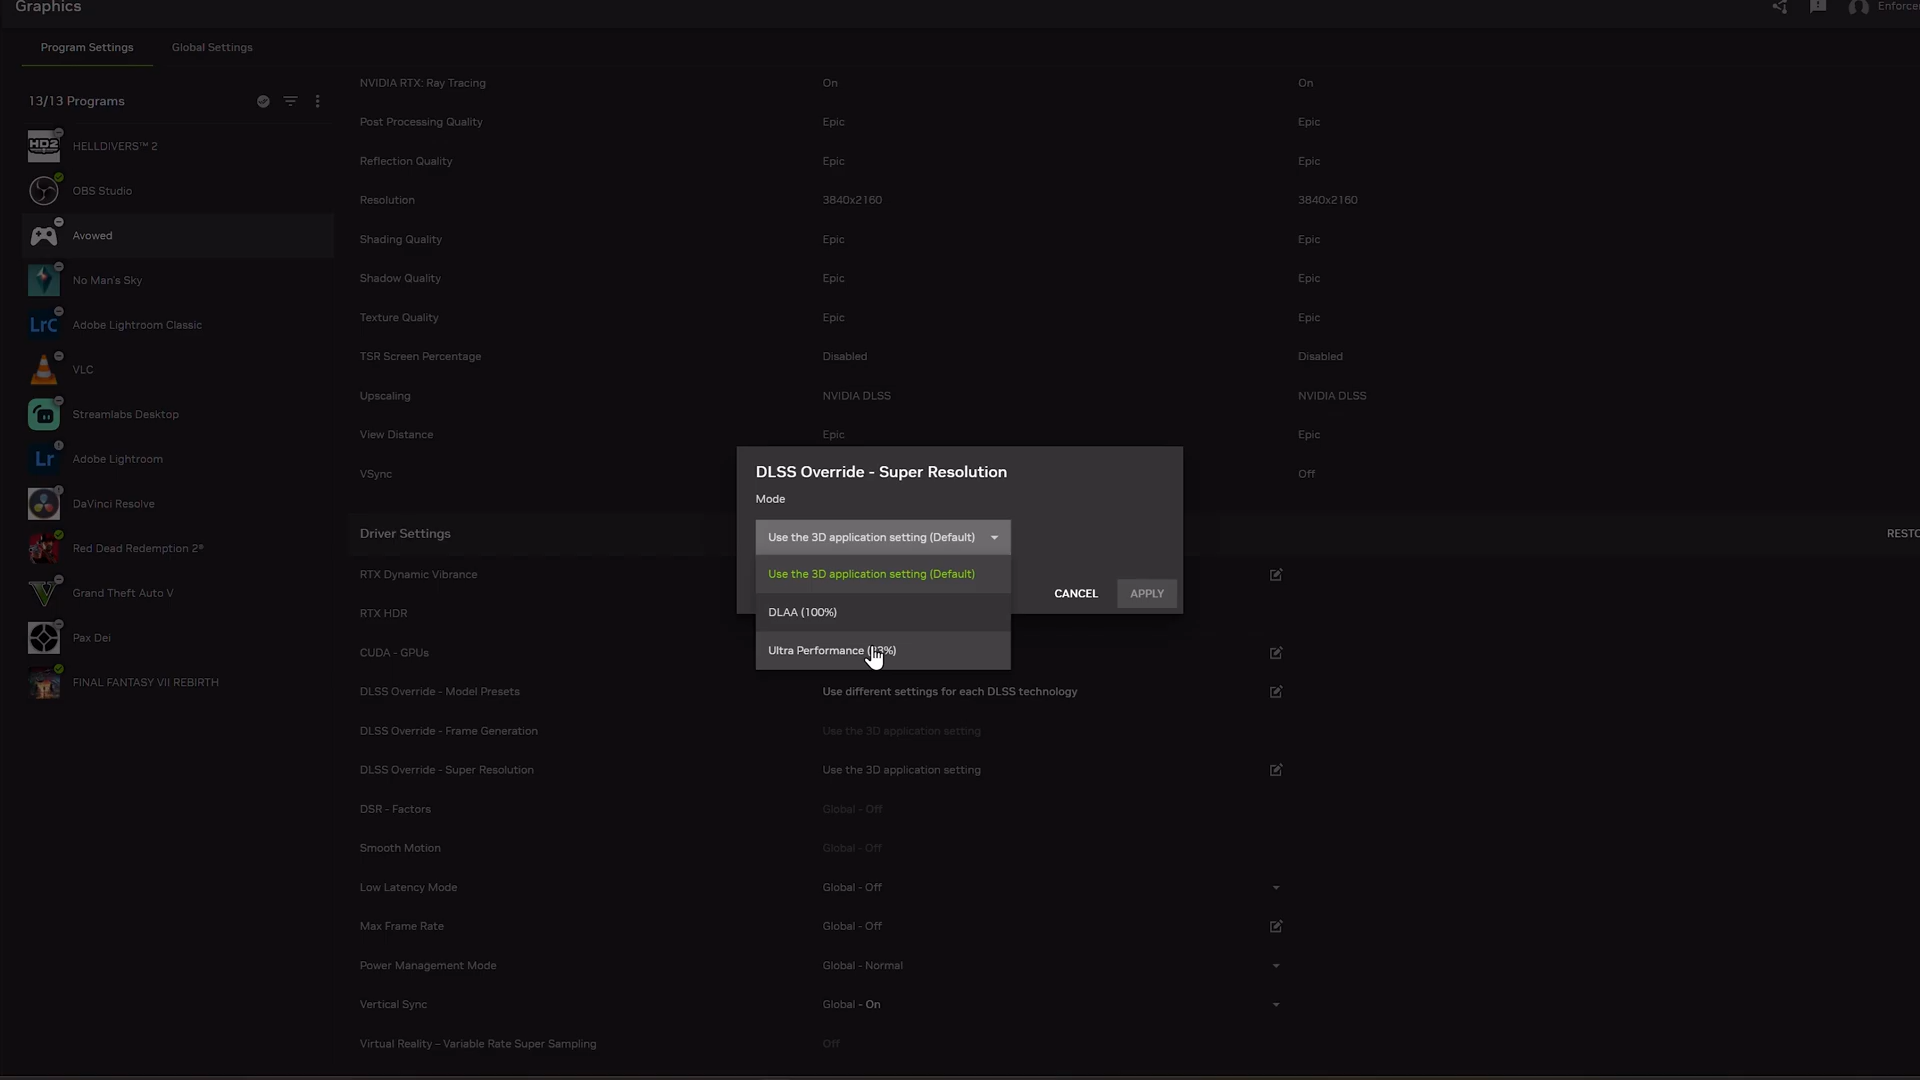 Graphics
Enforce
Program Settings
Global Settings
13/13 Programs
HELLDIVERS™ 2
OBS Studio
Avowed
No Man's Sky
LrC Adobe Lightroom Classic
VLC
Streamlabs Desktop
Lr Adobe Lightroom
DaVinci Resolve
Red Dead Redemption 2®
Grand Theft Auto V
Pax Dei
FINAL FANTASY VII REBIRTH
NVIDIA RTX: Ray Tracing On On
Post Processing Quality Epic Epic
Reflection Quality Epic Epic
Resolution 3840x2160 3840x2160
Shading Quality Epic Epic
Shadow Quality Epic Epic
Texture Quality Epic Epic
TSR Screen Percentage Disabled Disabled
Upscaling NVIDIA DLSS NVIDIA DLSS
View Distance Epic Epic
VSync Off
Driver Settings RESTO
RTX Dynamic Vibrance
RTX HDR
CUDA - GPUs
DLSS Override - Model Presets Use different settings for each DLSS technology
DLSS Override - Frame Generation Use the 3D application setting
DLSS Override - Super Resolution Use the 3D application setting
DSR - Factors Global - Off
Smooth Motion Global - Off
Low Latency Mode Global - Off
Max Frame Rate Global - Off
Power Management Mode Global - Normal
Vertical Sync Global - On
Virtual Reality – Variable Rate Super Sampling Off
DLSS Override - Super Resolution
Mode
Use the 3D application setting (Default)
Use the 3D application setting (Default)
DLAA (100%)
Ultra Performance
CANCEL APPLY